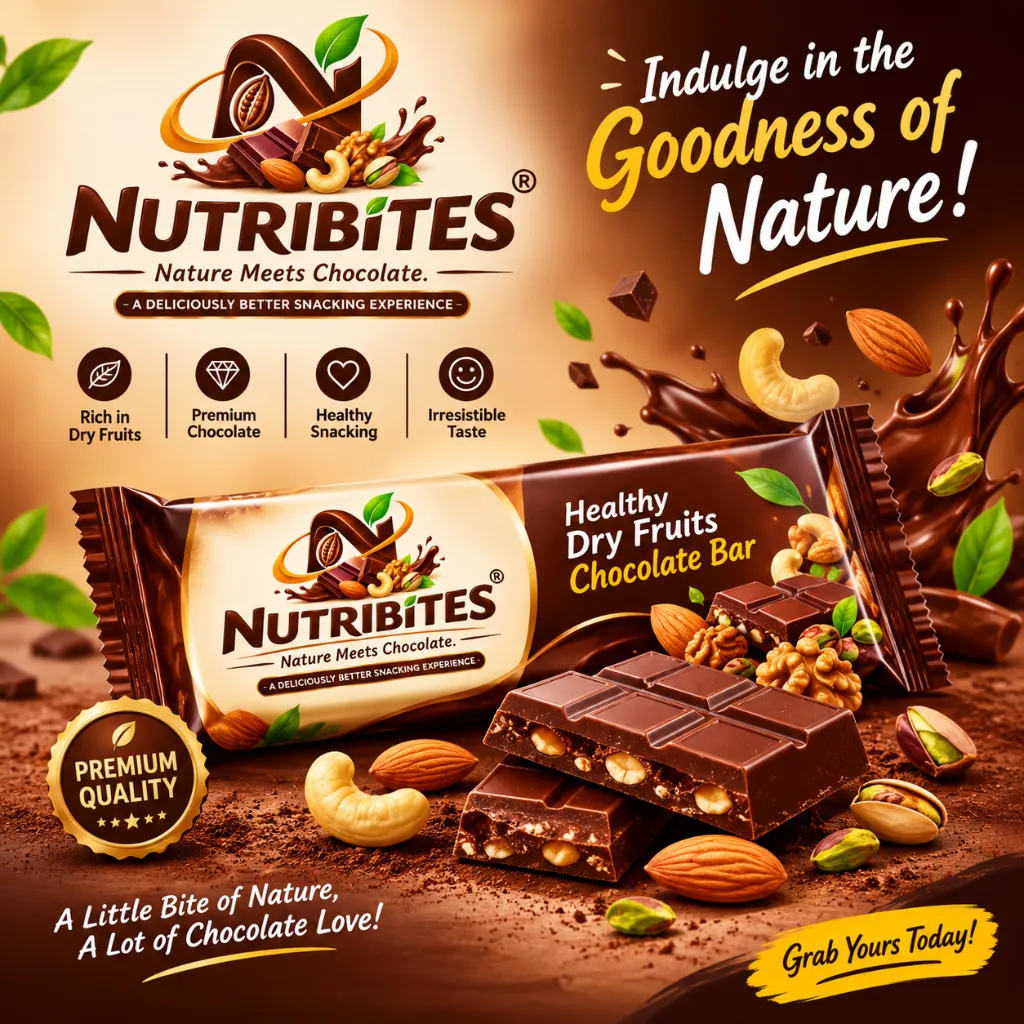 NUTRIBITES®
Nature Meets Chocolate.
- A DELICIOUSLY BETTER SNACKING EXPERIENCE -
Rich in
Dry Fruits
Premium
Chocolate
Healthy
Snacking
Irresistible
Taste
Indulge in the
Goodness of
Nature!
NUTRIBITES®
Nature Meets Chocolate.
- A DELICIOUSLY BETTER SNACKING EXPERIENCE -
Healthy
Dry Fruits
Chocolate Bar
PREMIUM
QUALITY
A Little Bite of Nature,
A Lot of Chocolate Love!
Grab Yours Today!